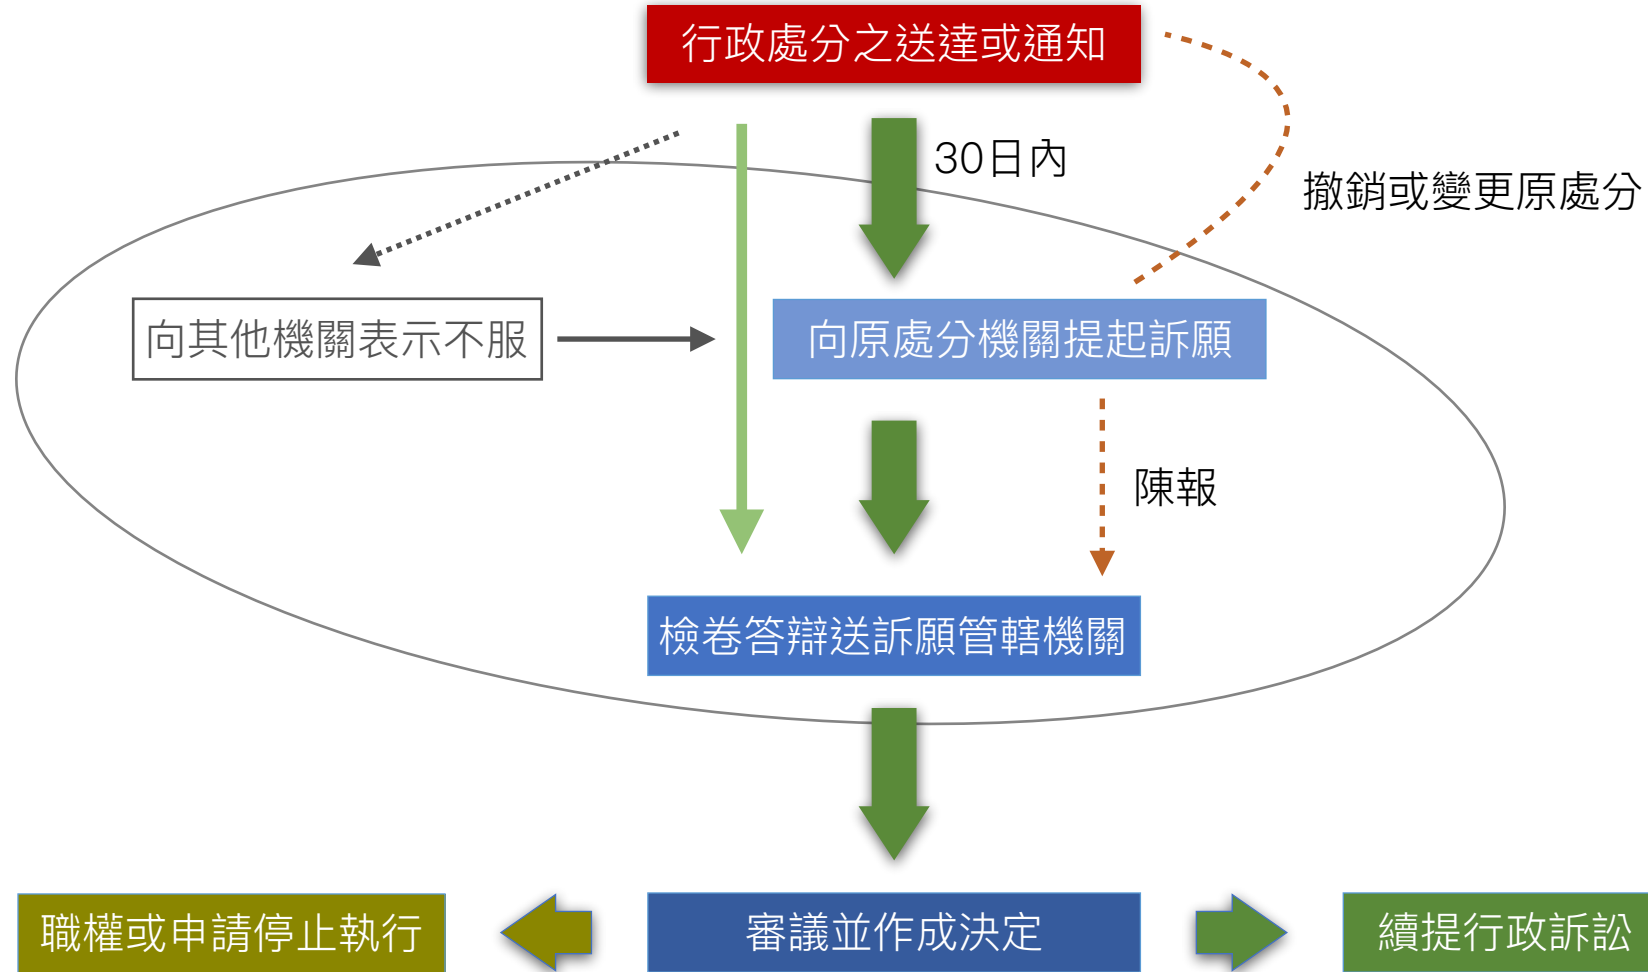 行政處分之送達或通知
30日內
撤銷或變更原處分
向其他機關表示不服
向原處分機關提起訴願
陳報
檢卷答辯送訴願管轄機關
職權或申請停止執行
審議並作成決定
續提行政訴訟